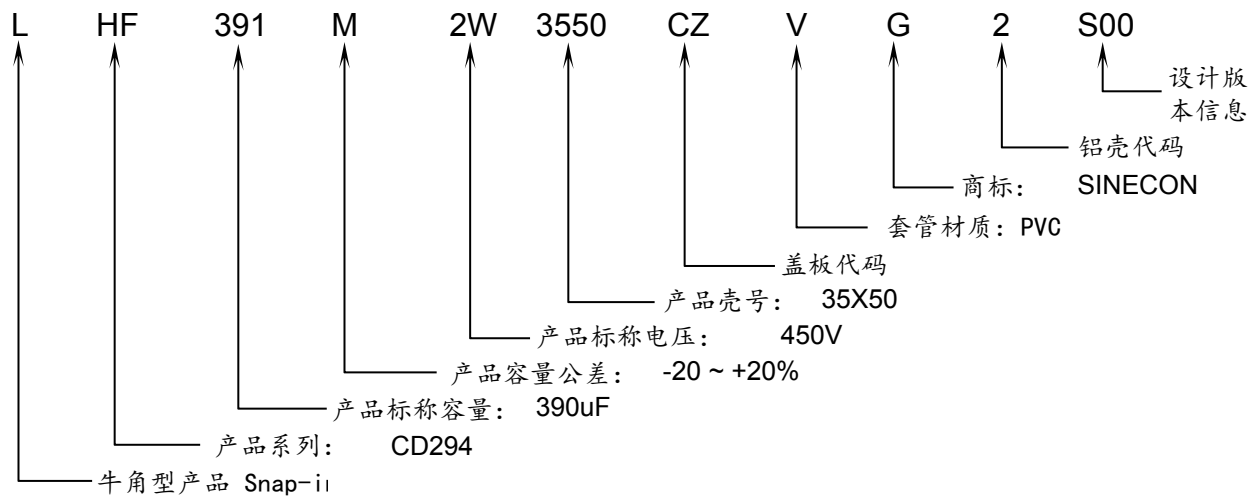 L HF 391 M 2W 3550 CZ V G 2 S00
设计版
本信息
铝壳代码
商标： SINECON
套管材质：PVC
盖板代码
产品壳号： 35X50
产品标称电压： 450V
产品容量公差： -20 ~ +20%
产品标称容量： 390uF
产品系列： CD294
牛角型产品